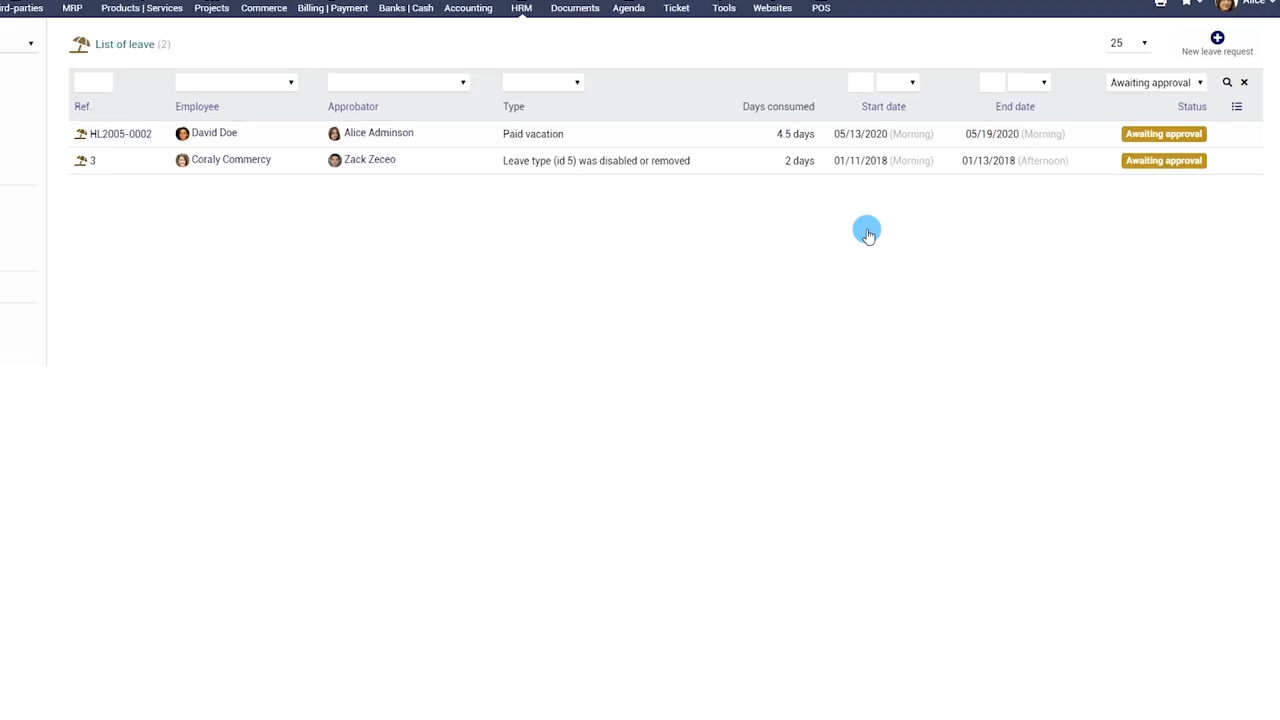 rd-parties MRP Products | Services Projects Commerce Billing | Payment Banks | Cash Accounting HRM Documents Agenda Ticket Tools Websites POS Alice
List of leave (2) 25
New leave request
Awaiting approval
Ref. Employee Approbator Type Days consumed Start date End date Status
HL2005-0002 David Doe Alice Adminson Paid vacation 4.5 days 05/13/2020 (Morning) 05/19/2020 (Morning) Awaiting approval
3 Coraly Commercy Zack Zeceo Leave type (id 5) was disabled or removed 2 days 01/11/2018 (Morning) 01/13/2018 (Afternoon) Awaiting approval